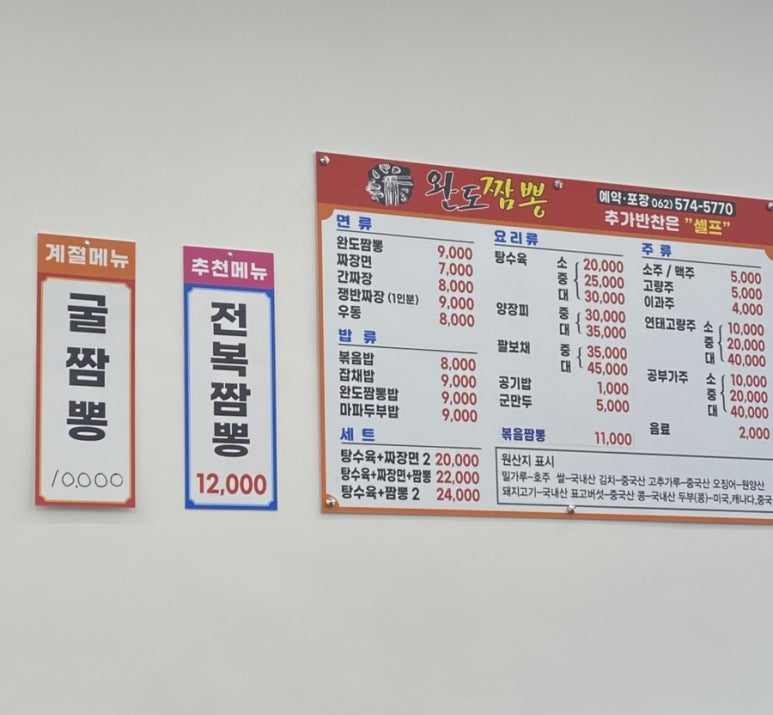 계절메뉴
굴짬뽕
10,000
추천메뉴
전복짬뽕
12,000
완도짬뽕
예약·포장 062) 574-5770
추가반찬은 "셀프"
면 류
완도짬뽕 9,000
짜장면 7,000
간짜장 8,000
쟁반짜장 (1인분) 9,000
우동 8,000
밥 류
볶음밥 8,000
잡채밥 9,000
완도짬뽕밥 9,000
마파두부밥 9,000
세 트
탕수육+짜장면 2 20,000
탕수육+짜장면+짬뽕 22,000
탕수육+짬뽕 2 24,000
요리류
탕수육 소 20,000
중 25,000
대 30,000
양장피 중 30,000
대 35,000
팔보채 중 35,000
대 45,000
공기밥 1,000
군만두 5,000
볶음짬뽕 11,000
주 류
소주 / 맥주 5,000
고량주 5,000
이과주 4,000
연태고량주 소 10,000
중 20,000
대 40,000
공부가주 소 10,000
중 20,000
대 40,000
음료 2,000
원산지 표시
밀가루-호주 쌀-국내산 김치-중국산 고추가루-중국산 오징어-원양산
돼지고기-국내산 표고버섯-중국산 콩-국내산 두부(콩)-미국,캐나다,중국